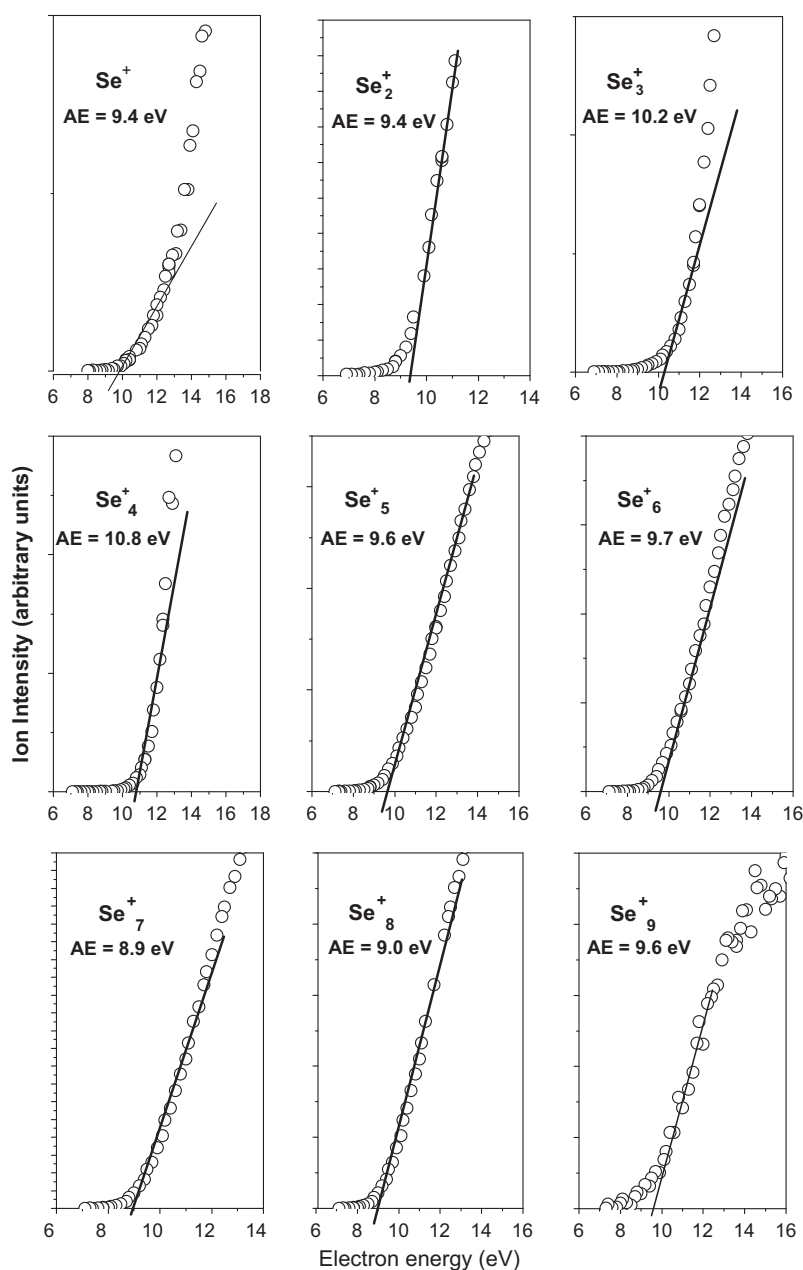 Se+
AE = 9.4 eV
6 8 10 12 14 16 18
Se2+
AE = 9.4 eV
6 8 10 12 14
Se3+
AE = 10.2 eV
6 8 10 12 14 16
Ion Intensity (arbitrary units)
Se+4
AE = 10.8 eV
6 8 10 12 14 16 18
Se+5
AE = 9.6 eV
6 8 10 12 14 16
Se+6
AE = 9.7 eV
6 8 10 12 14 16
Se+7
AE = 8.9 eV
6 8 10 12 14
Se+8
AE = 9.0 eV
6 8 10 12 14 16
Se+9
AE = 9.6 eV
6 8 10 12 14 16
Electron energy (eV)